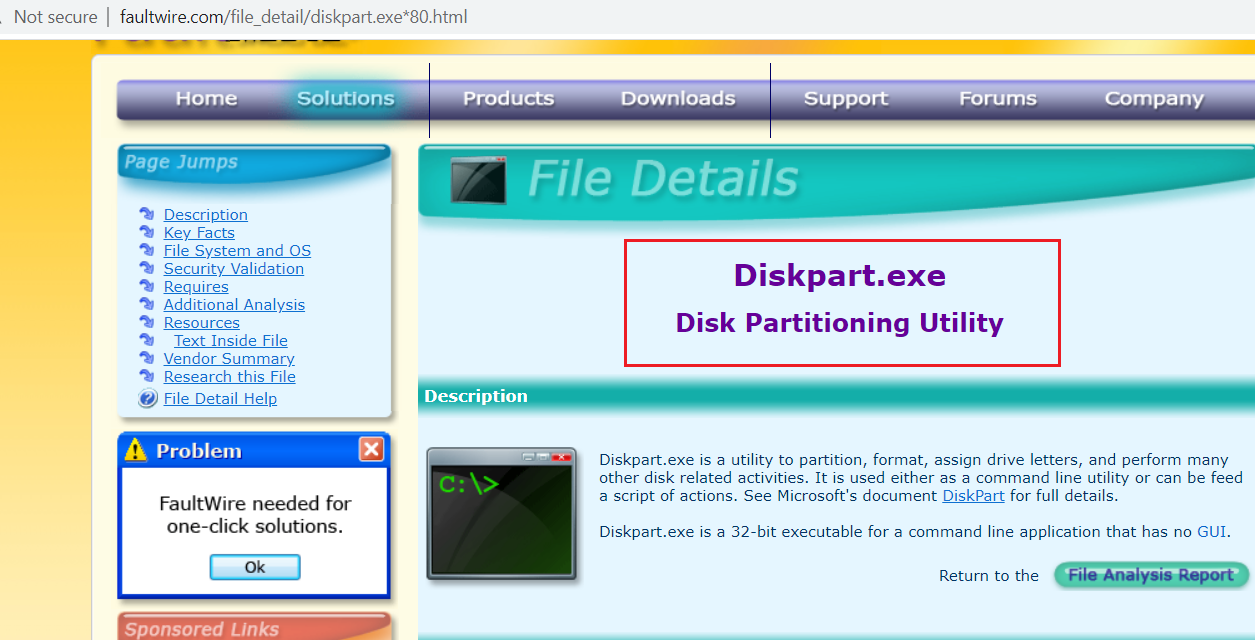 Not secure | faultwire.com/file_detail/diskpart.exe*80.html
Home Solutions Products Downloads Support Forums Company
Page Jumps
Description
Key Facts
File System and OS
Security Validation
Requires
Additional Analysis
Resources
Text Inside File
Vendor Summary
Research this File
File Detail Help
Problem
FaultWire needed for
one-click solutions.
Ok
Sponsored Links
File Details
Diskpart.exe
Disk Partitioning Utility
Description
C:\>
Diskpart.exe is a utility to partition, format, assign drive letters, and perform many
other disk related activities. It is used either as a command line utility or can be feed
a script of actions. See Microsoft's document DiskPart for full details.
Diskpart.exe is a 32-bit executable for a command line application that has no GUI.
Return to the File Analysis Report